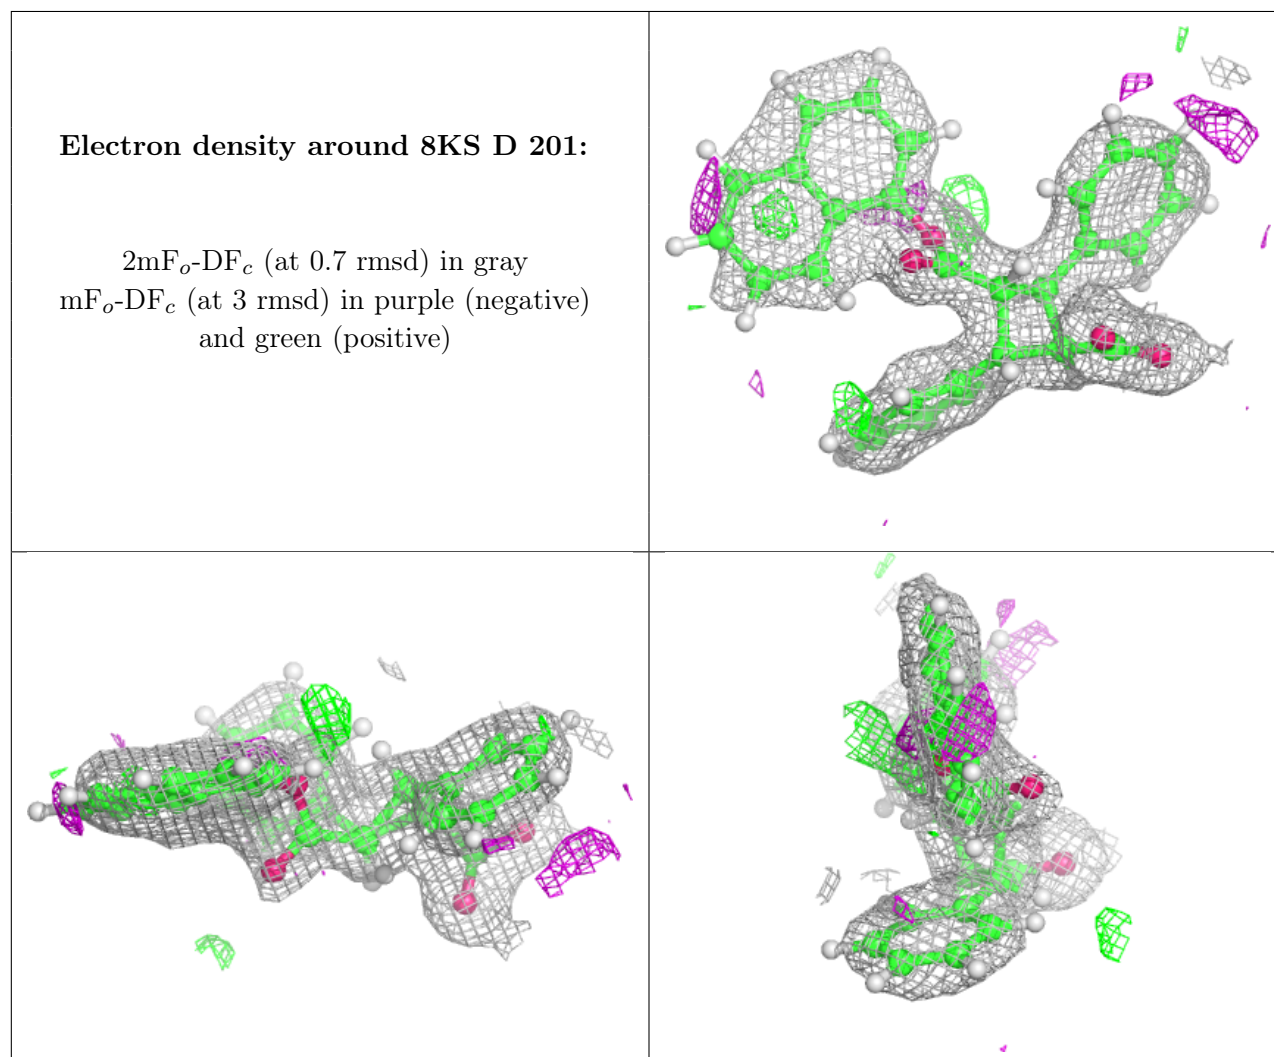 Electron density around 8KS D 201:
2mFₒ-DF𝒸 (at 0.7 rmsd) in gray
mFₒ-DF𝒸 (at 3 rmsd) in purple (negative)
and green (positive)